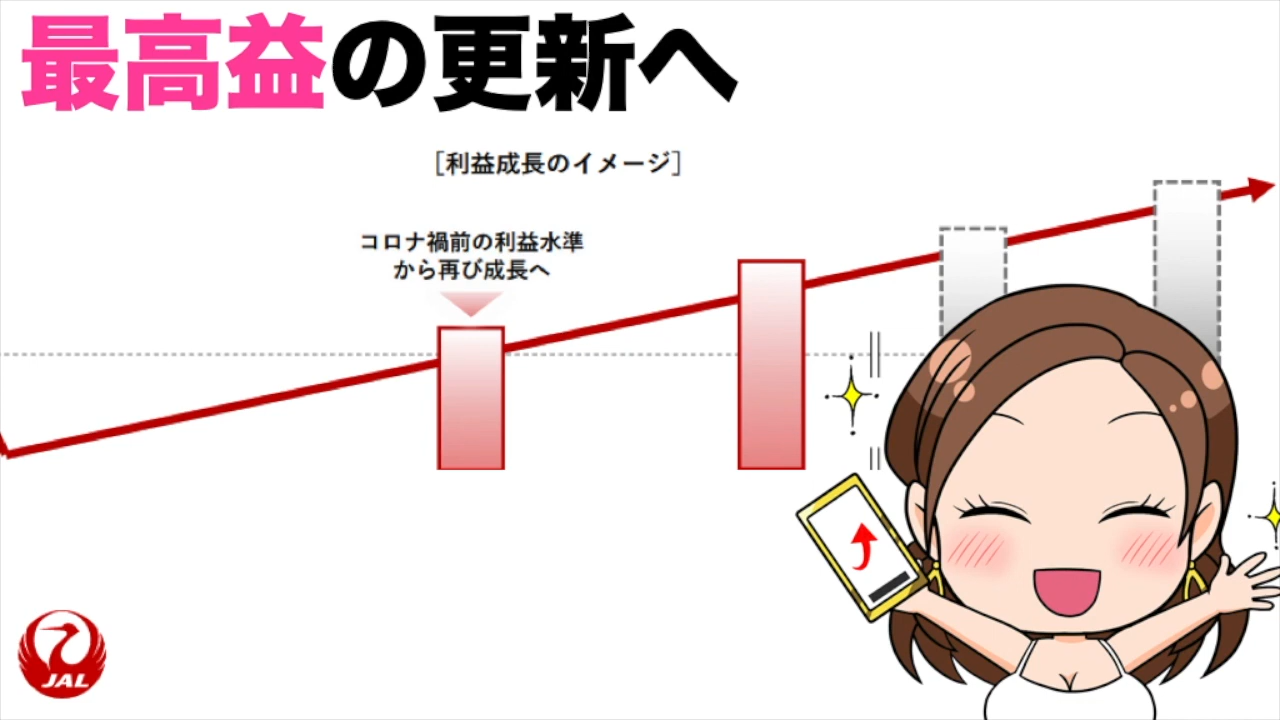 最高益の更新へ
［利益成長のイメージ］
コロナ禍前の利益水準
から再び成長へ
JAL